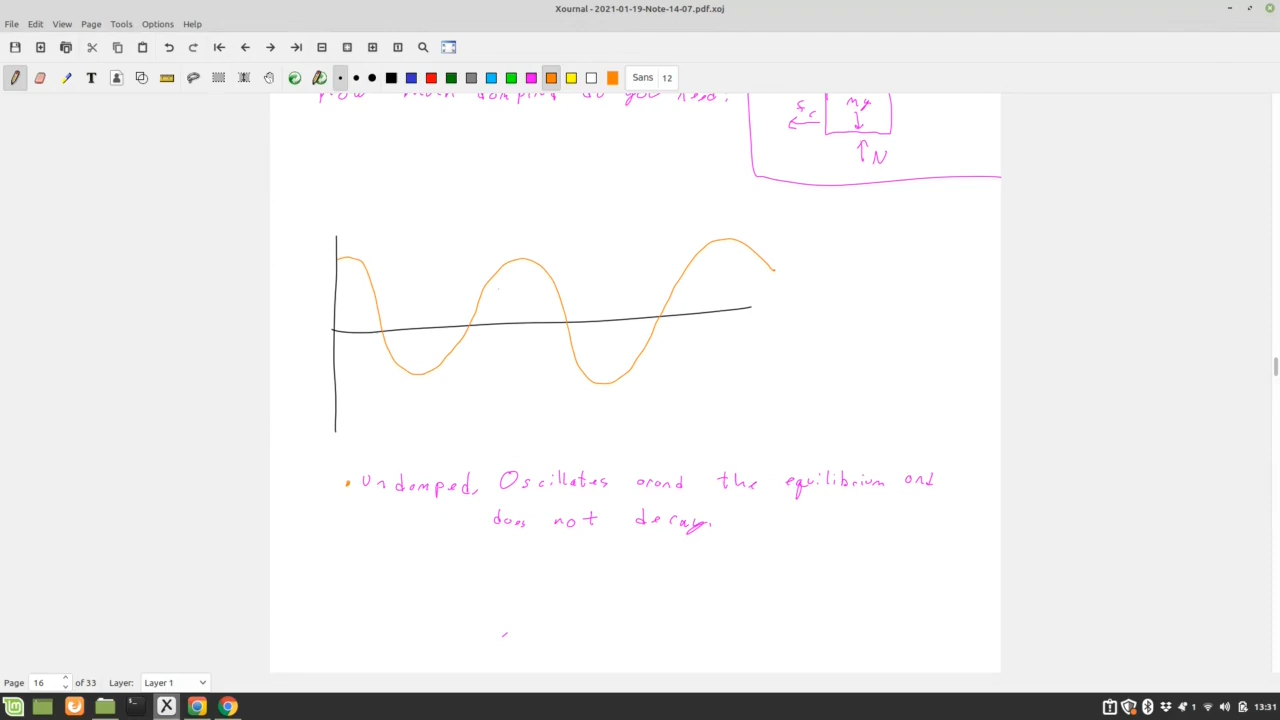 Xournal - 2021-01-19-Note-14-07.pdf.xoj
File Edit View Page Tools Options Help
Sans 12
How much damping do you need?
mg
N
• Undamped, Oscillates arond the equilibrium and
does not decay.
Page 16 of 33 Layer: Layer 1
X 1 13:31